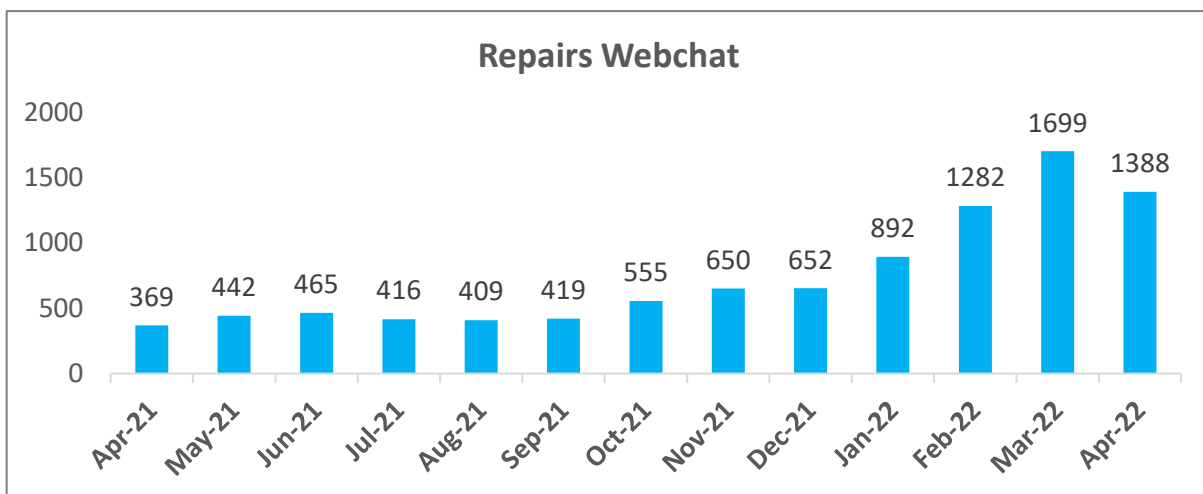 Repairs Webchat
2000
1500
1000
500
0
369
442
465
416
409
419
555
650
652
892
1282
1699
1388
Apr-21
May-21
Jun-21
Jul-21
Aug-21
Sep-21
Oct-21
Nov-21
Dec-21
Jan-22
Feb-22
Mar-22
Apr-22